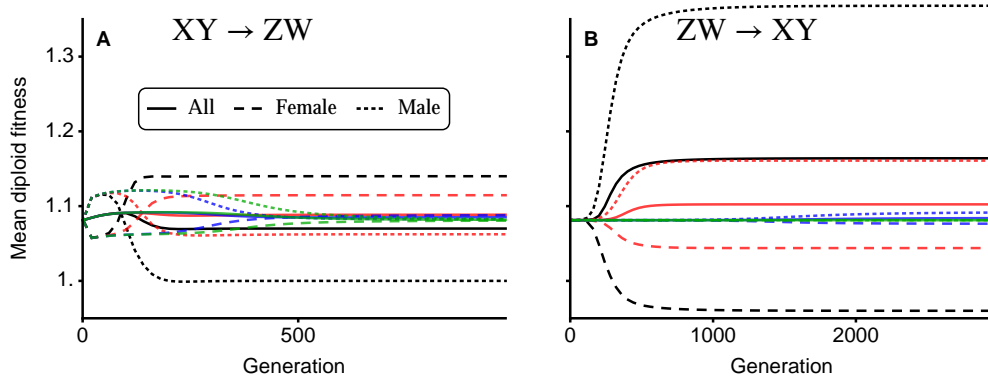 A XY → ZW
B ZW → XY
Mean diploid fitness
1.3
1.2
1.1
1.
All Female Male
0 500
0 1000 2000
Generation
Generation